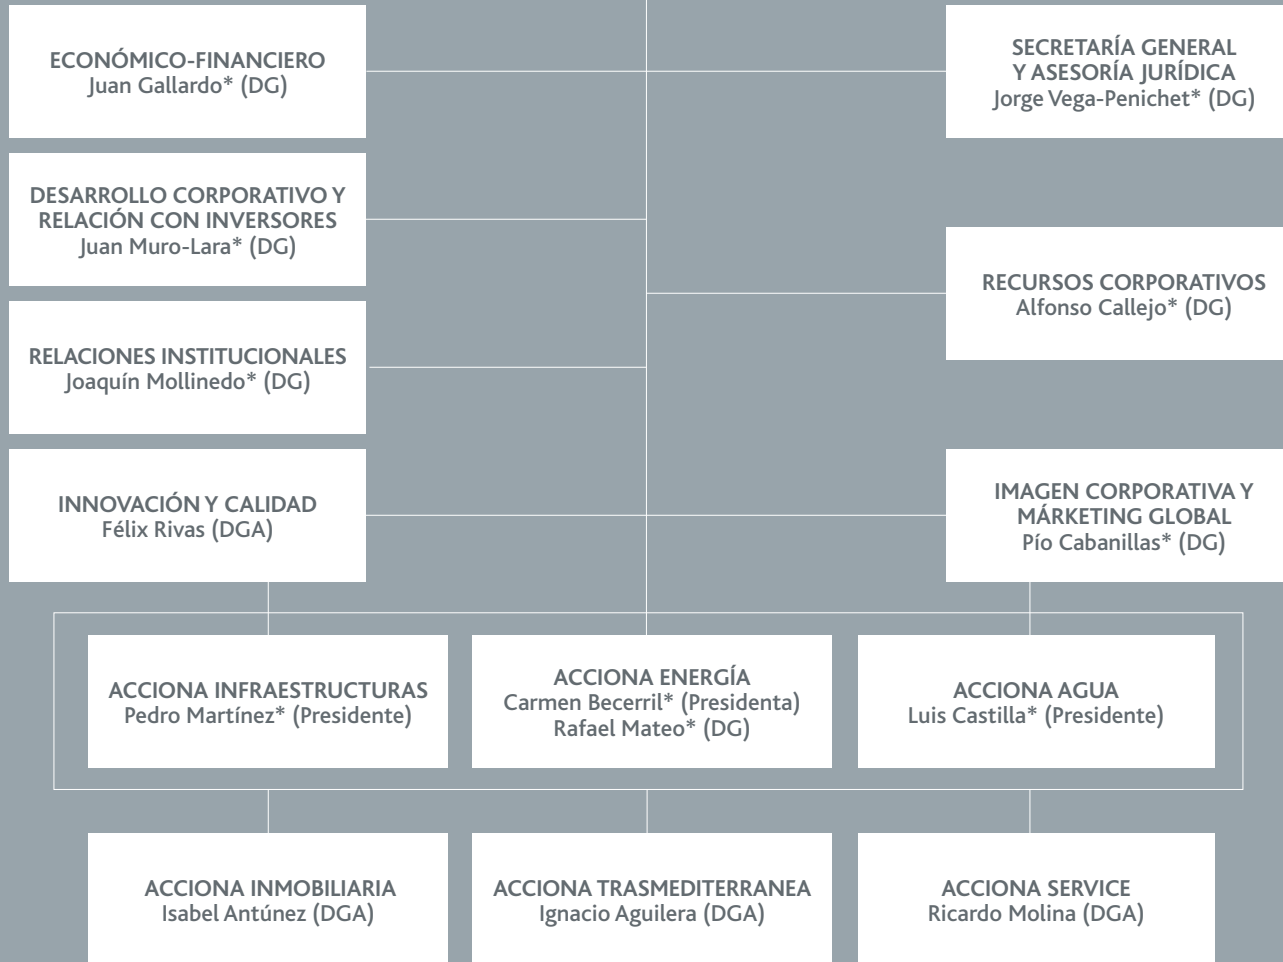 ECONÓMICO-FINANCIERO
Juan Gallardo* (DG)
SECRETARÍA GENERAL
Y ASESORÍA JURÍDICA
Jorge Vega-Penichet* (DG)
DESARROLLO CORPORATIVO Y
RELACIÓN CON INVERSORES
Juan Muro-Lara* (DG)
RECURSOS CORPORATIVOS
Alfonso Callejo* (DG)
RELACIONES INSTITUCIONALES
Joaquín Mollinedo* (DG)
INNOVACIÓN Y CALIDAD
Félix Rivas (DGA)
IMAGEN CORPORATIVA Y
MÁRKETING GLOBAL
Pío Cabanillas* (DG)
ACCIONA INFRAESTRUCTURAS
Pedro Martínez* (Presidente)
ACCIONA ENERGÍA
Carmen Becerril* (Presidenta)
Rafael Mateo* (DG)
ACCIONA AGUA
Luis Castilla* (Presidente)
ACCIONA INMOBILIARIA
Isabel Antúnez (DGA)
ACCIONA TRASMEDITERRANEA
Ignacio Aguilera (DGA)
ACCIONA SERVICE
Ricardo Molina (DGA)